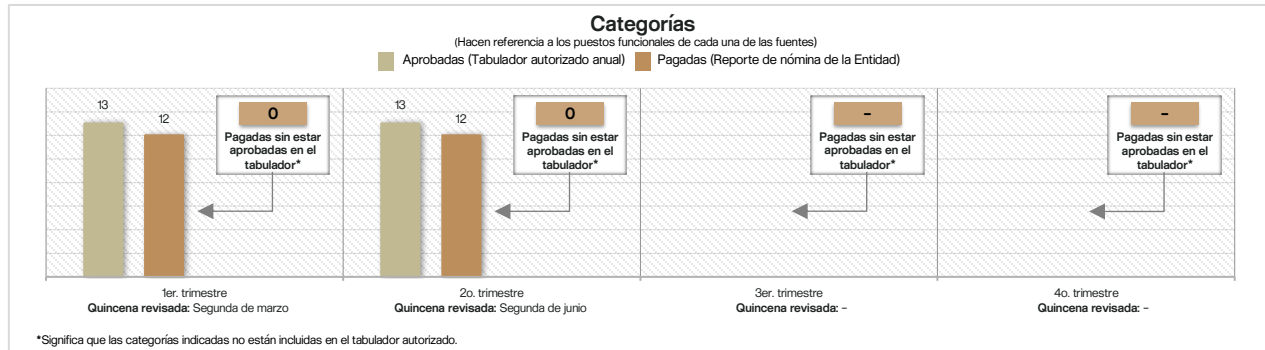 Categorías
(Hacen referencia a los puestos funcionales de cada una de las fuentes)
Aprobadas (Tabulador autorizado anual) Pagadas (Reporte de nómina de la Entidad)
13
12
0
Pagadas sin estar
aprobadas en el
tabulador*
13
12
0
Pagadas sin estar
aprobadas en el
tabulador*
-
Pagadas sin estar
aprobadas en el
tabulador*
-
Pagadas sin estar
aprobadas en el
tabulador*
1er. trimestre
Quincena revisada: Segunda de marzo
2o. trimestre
Quincena revisada: Segunda de junio
3er. trimestre
Quincena revisada: -
4o. trimestre
Quincena revisada: -
*Significa que las categorías indicadas no están incluidas en el tabulador autorizado.